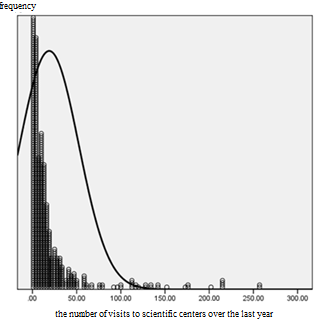 frequency
.00 50.00 100.00 150.00 200.00 250.00 300.00
the number of visits to scientific centers over the last year